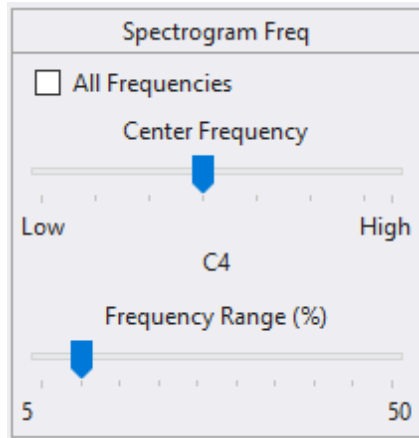 Spectrogram Freq
All Frequencies
Center Frequency
Low High
C4
Frequency Range (%)
5 50